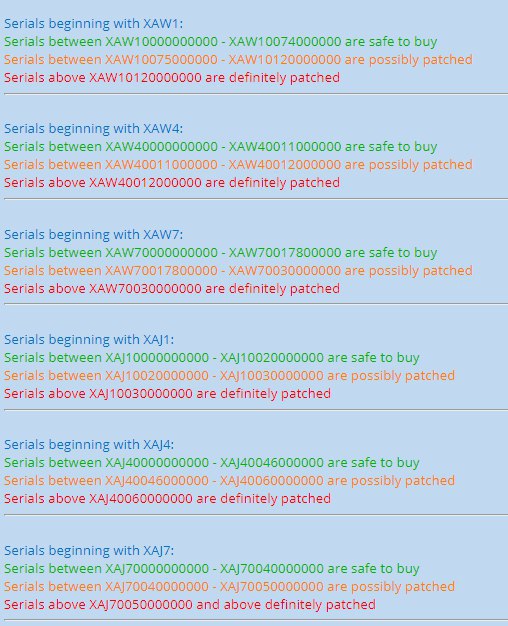 Serials beginning with XAW1:
Serials between XAW10000000000 - XAW10074000000 are safe to buy
Serials between XAW10075000000 - XAW10120000000 are possibly patched
Serials above XAW10120000000 are definitely patched
Serials beginning with XAW4:
Serials between XAW40000000000 - XAW40011000000 are safe to buy
Serials between XAW40011000000 - XAW40012000000 are possibly patched
Serials above XAW40012000000 are definitely patched
Serials beginning with XAW7:
Serials between XAW70000000000 - XAW70017800000 are safe to buy
Serials between XAW70017800000 - XAW70030000000 are possibly patched
Serials above XAW70030000000 are definitely patched
Serials beginning with XAJ1:
Serials between XAJ10000000000 - XAJ10020000000 are safe to buy
Serials between XAJ10020000000 - XAJ10030000000 are possibly patched
Serials above XAJ10030000000 are definitely patched
Serials beginning with XAJ4:
Serials between XAJ40000000000 - XAJ40046000000 are safe to buy
Serials between XAJ40046000000 - XAJ40060000000 are possibly patched
Serials above XAJ40060000000 are definitely patched
Serials beginning with XAJ7:
Serials between XAJ70000000000 - XAJ70040000000 are safe to buy
Serials between XAJ70040000000 - XAJ70050000000 are possibly patched
Serials above XAJ70050000000 and above definitely patched